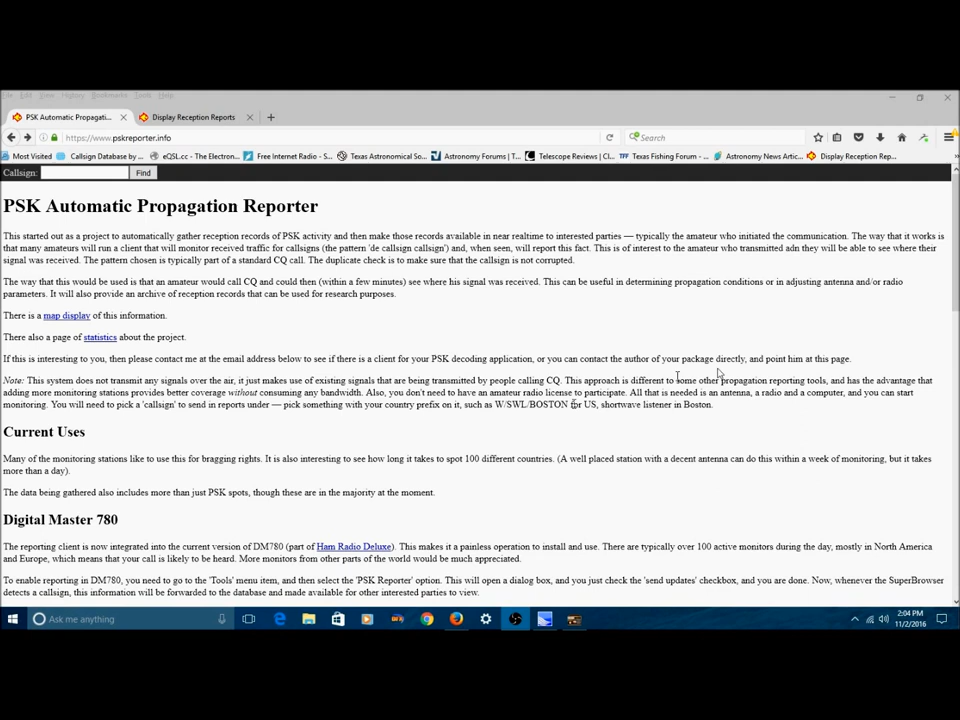 File Edit View History Bookmarks Tools Help
PSK Automatic Propagati...
Display Reception Reports
https://www.pskreporter.info
Search
Most Visited Callsign Database by ... eQSL.cc - The Electron... Free Internet Radio - S... Texas Astronomical So... Astronomy Forums | T... Telescope Reviews | Cl... TFF Texas Fishing Forum - ... Astronomy News Artic... Display Reception Rep...
Callsign: Find
PSK Automatic Propagation Reporter
This started out as a project to automatically gather reception records of PSK activity and then make those records available in near realtime to interested parties — typically the amateur who initiated the communication. The way that it works is
that many amateurs will run a client that will monitor received traffic for callsigns (the pattern 'de callsign callsign') and, when seen, will report this fact. This is of interest to the amateur who transmitted adn they will be able to see where their
signal was received. The pattern chosen is typically part of a standard CQ call. The duplicate check is to make sure that the callsign is not corrupted.
The way that this would be used is that an amateur would call CQ and could then (within a few minutes) see where his signal was received. This can be useful in determining propagation conditions or in adjusting antenna and/or radio
parameters. It will also provide an archive of reception records that can be used for research purposes.
There is a map display of this information.
There also a page of statistics about the project.
If this is interesting to you, then please contact me at the email address below to see if there is a client for your PSK decoding application, or you can contact the author of your package directly, and point him at this page.
Note: This system does not transmit any signals over the air, it just makes use of existing signals that are being transmitted by people calling CQ. This approach is different to some other propagation reporting tools, and has the advantage that
adding more monitoring stations provides better coverage without consuming any bandwidth. Also, you don't need to have an amateur radio license to participate. All that is needed is an antenna, a radio and a computer, and you can start
monitoring. You will need to pick a 'callsign' to send in reports under — pick something with your country prefix on it, such as W/SWL/BOSTON for US, shortwave listener in Boston.
Current Uses
Many of the monitoring stations like to use this for bragging rights. It is also interesting to see how long it takes to spot 100 different countries. (A well placed station with a decent antenna can do this within a week of monitoring, but it takes
more than a day).
The data being gathered also includes more than just PSK spots, though these are in the majority at the moment.
Digital Master 780
The reporting client is now integrated into the current version of DM780 (part of Ham Radio Deluxe). This makes it a painless operation to install and use. There are typically over 100 active monitors during the day, mostly in North America
and Europe, which means that your call is likely to be heard. More monitors from other parts of the world would be much appreciated.
To enable reporting in DM780, you need to go to the 'Tools' menu item, and then select the 'PSK Reporter' option. This will open a dialog box, and you just check the 'send updates' checkbox, and you are done. Now, whenever the SuperBrowser
detects a callsign, this information will be forwarded to the database and made available for other interested parties to view.
Ask me anything
2:04 PM
11/2/2016